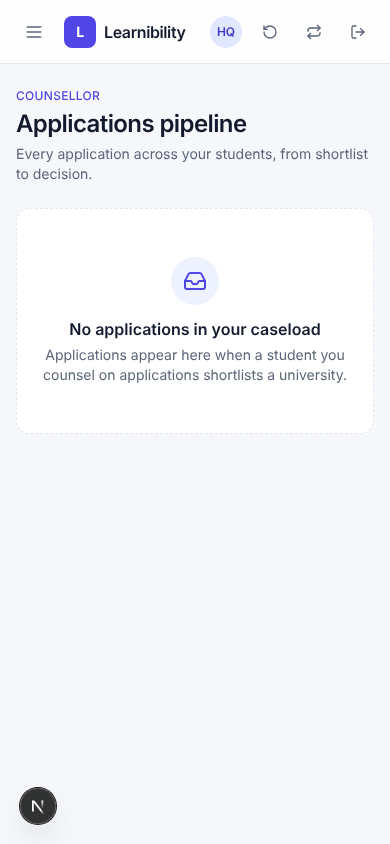 L Learnibility HQ
COUNSELLOR
Applications pipeline
Every application across your students, from shortlist
to decision.
No applications in your caseload
Applications appear here when a student you
counsel on applications shortlists a university.
N